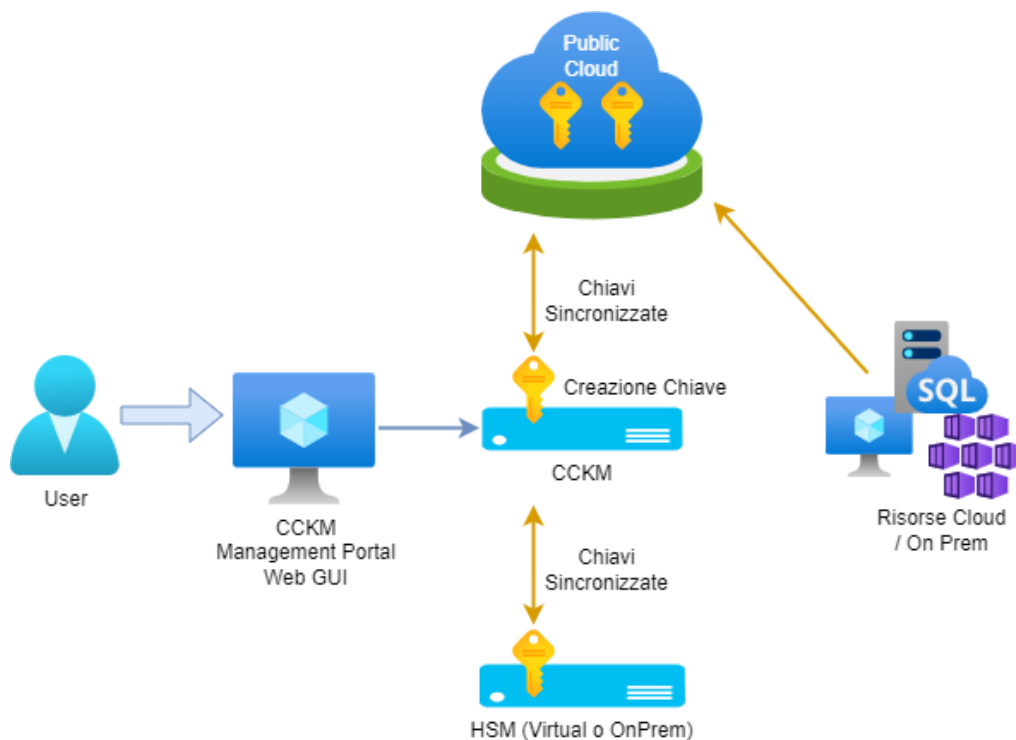 Public
Cloud
Chiavi
Sincronizzate
Creazione Chiave
SQL
User
CCKM
Management Portal
Web GUI
CCKM
Risorse Cloud
/ On Prem
Chiavi
Sincronizzate
HSM (Virtual o OnPrem)